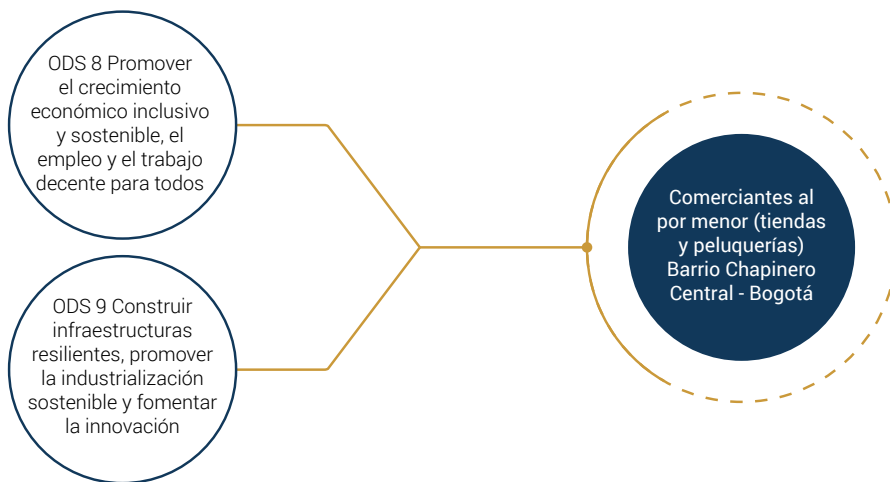 ODS 8 Promover
el crecimiento
económico inclusivo
y sostenible, el
empleo y el trabajo
decente para todos
ODS 9 Construir
infraestructuras
resilientes, promover
la industrialización
sostenible y fomentar
la innovación
Comerciantes al
por menor (tiendas
y peluquerías)
Barrio Chapinero
Central - Bogotá